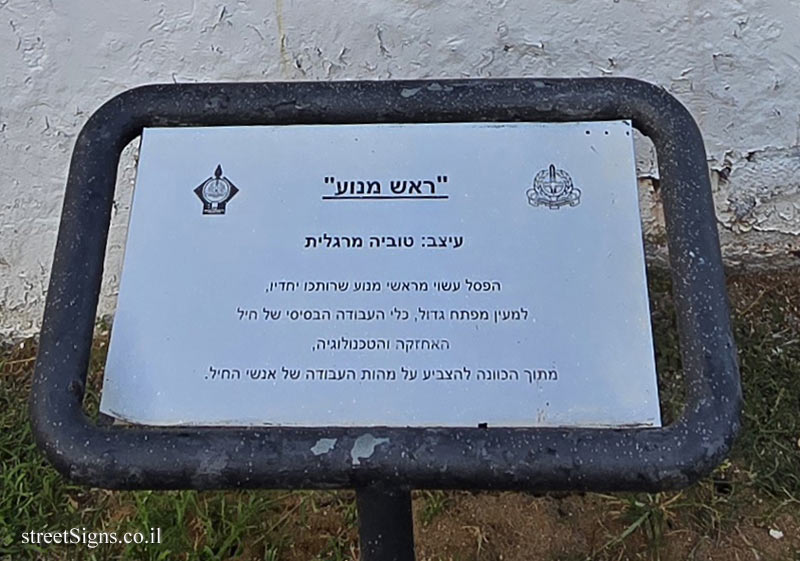 "ראש מנוע"
עיצב: טוביה מרגלית
הפסל עשוי מראשי מנוע שרותכו יחדיו,
למעין מפתח גדול, כלי העבודה הבסיסי של חיל
האחזקה והטכנולוגיה,
מתוך הכוונה להצביע על מהות העבודה של אנשי החיל.
streetSigns.co.il